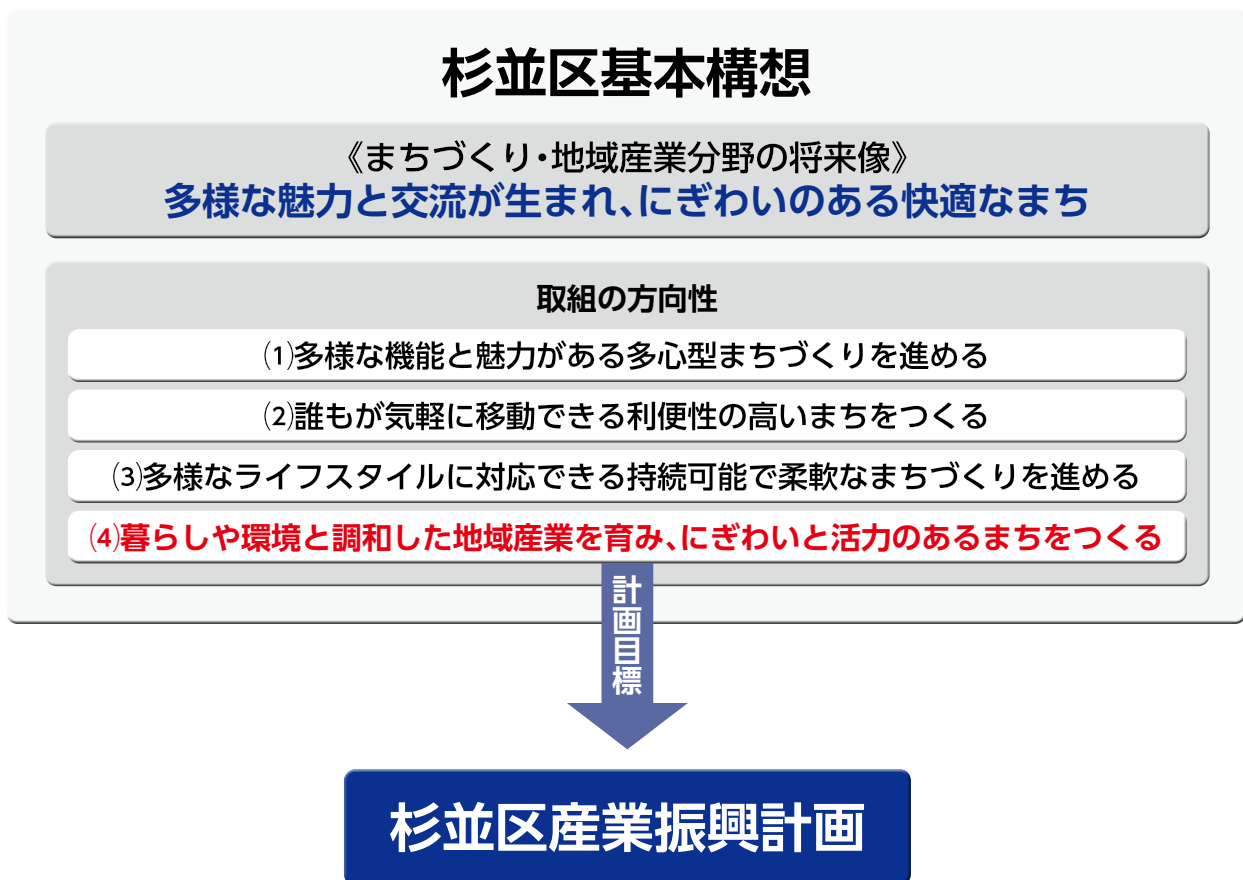 杉並区基本構想
《まちづくり・地域産業分野の将来像》
多様な魅力と交流が生まれ、にぎわいのある快適なまち
取組の方向性
⑴多様な機能と魅力がある多心型まちづくりを進める
⑵誰もが気軽に移動できる利便性の高いまちをつくる
⑶多様なライフスタイルに対応できる持続可能で柔軟なまちづくりを進める
⑷暮らしや環境と調和した地域産業を育み、にぎわいと活力のあるまちをつくる
計画目標
杉並区産業振興計画